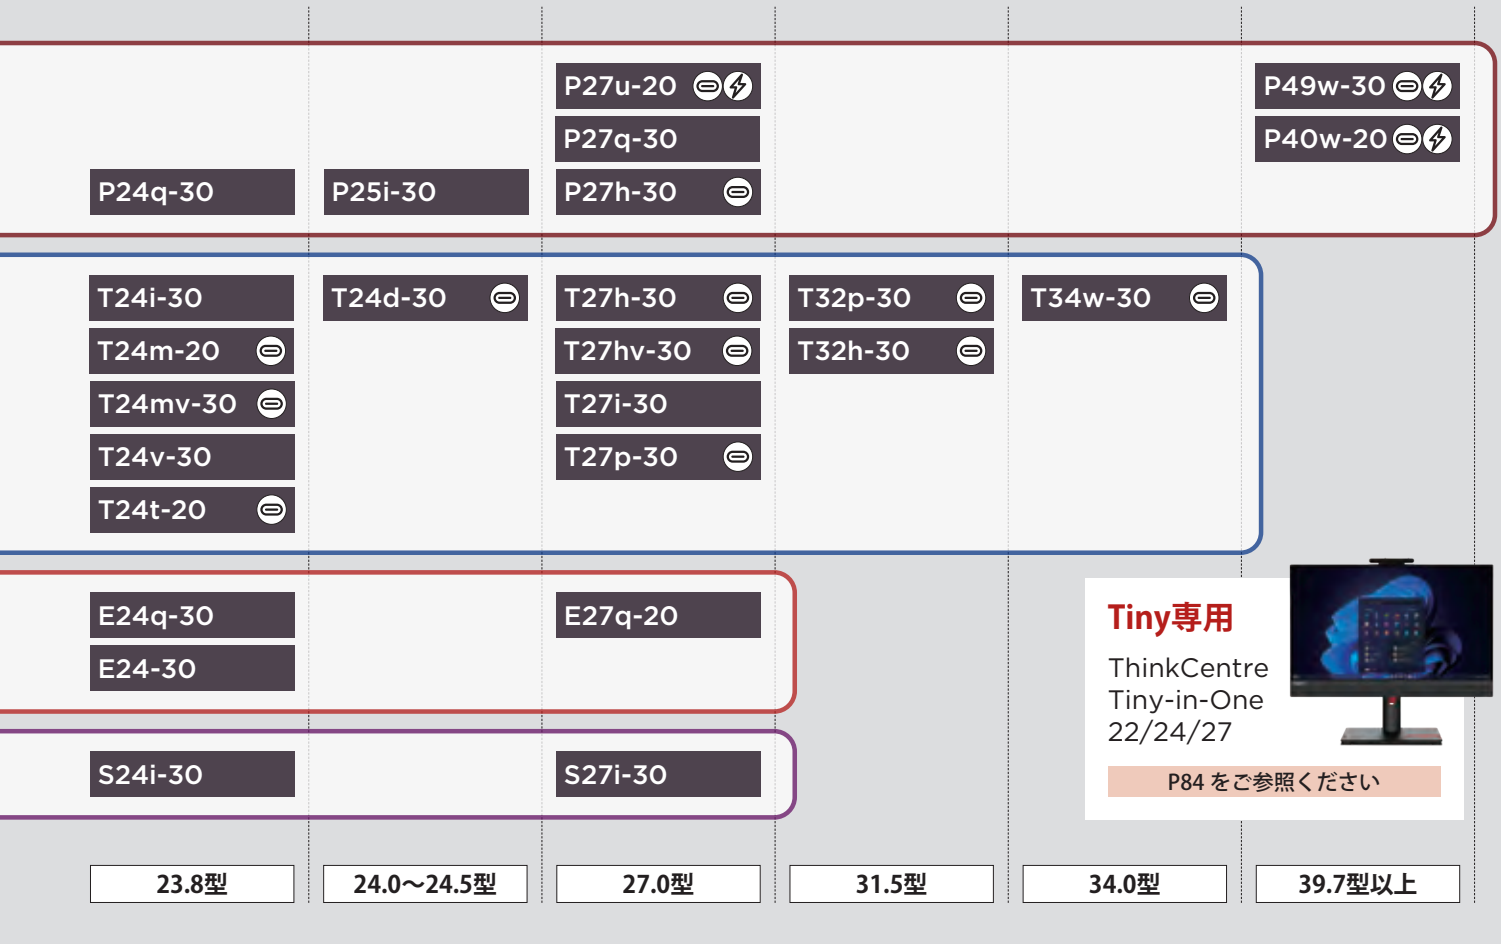 P27u-20
P49w-30
P27q-30
P40w-20
P24q-30
P25i-30
P27h-30
T24i-30
T24d-30
T27h-30
T32p-30
T34w-30
T24m-20
T27hv-30
T32h-30
T24mv-30
T27i-30
T24v-30
T27p-30
T24t-20
E24q-30
E27q-20
E24-30
S24i-30
S27i-30
Tiny専用
ThinkCentre
Tiny-in-One
22/24/27
P84 をご参照ください
23.8型
24.0〜24.5型
27.0型
31.5型
34.0型
39.7型以上